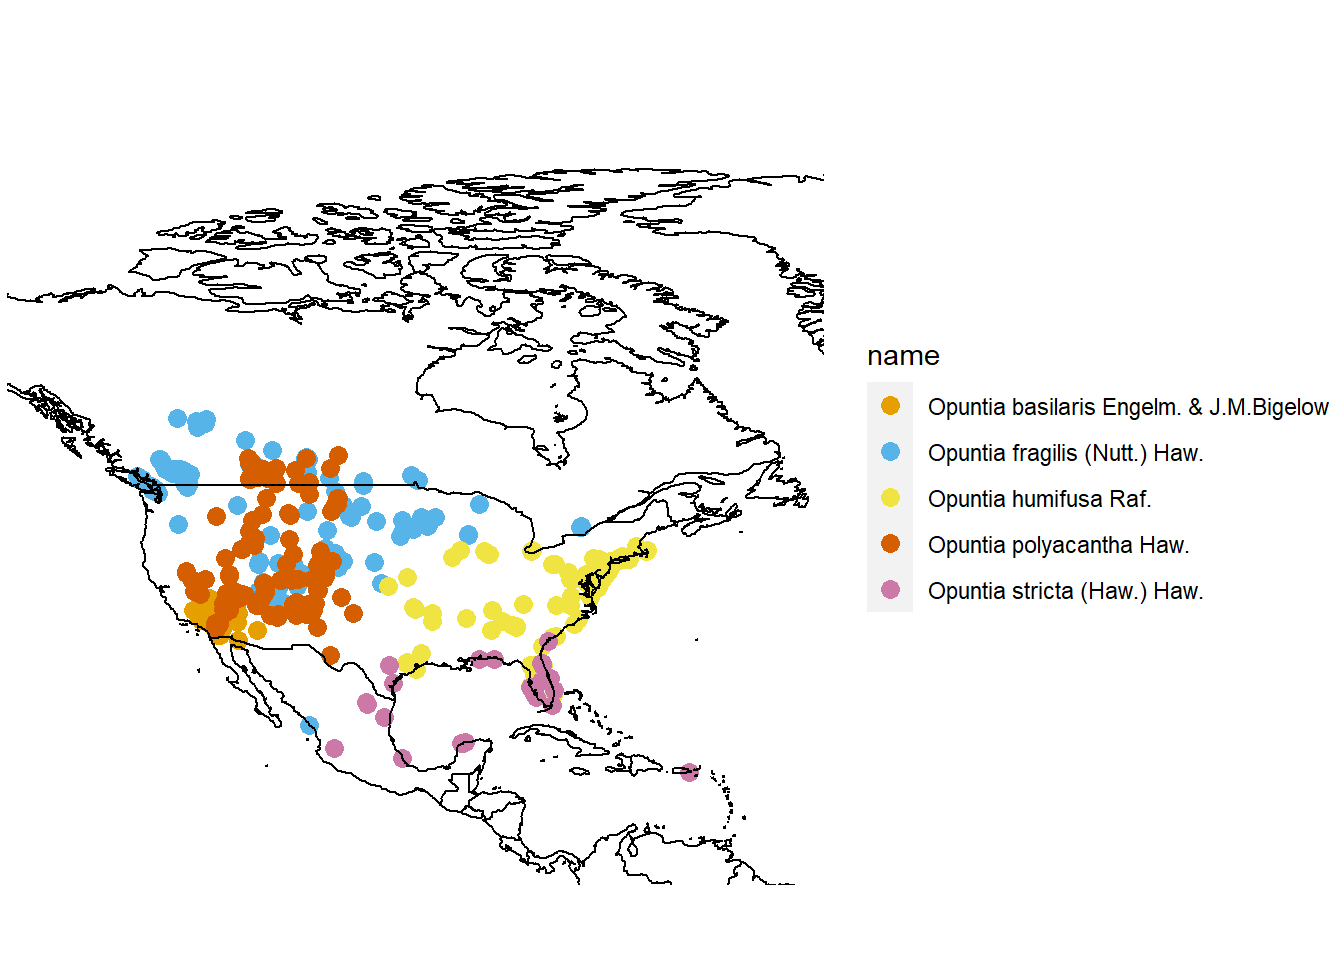 name
Opuntia basilaris Engelm. & J.M.Bigelow
Opuntia fragilis (Nutt.) Haw.
Opuntia humifusa Raf.
Opuntia polyacantha Haw.
Opuntia stricta (Haw.) Haw.